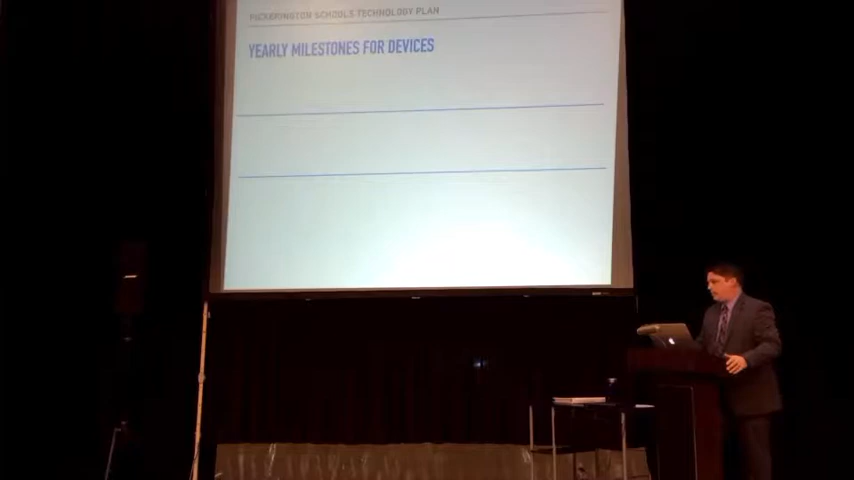 PICKERINGTON SCHOOLS TECHNOLOGY PLAN
YEARLY MILESTONES FOR DEVICES